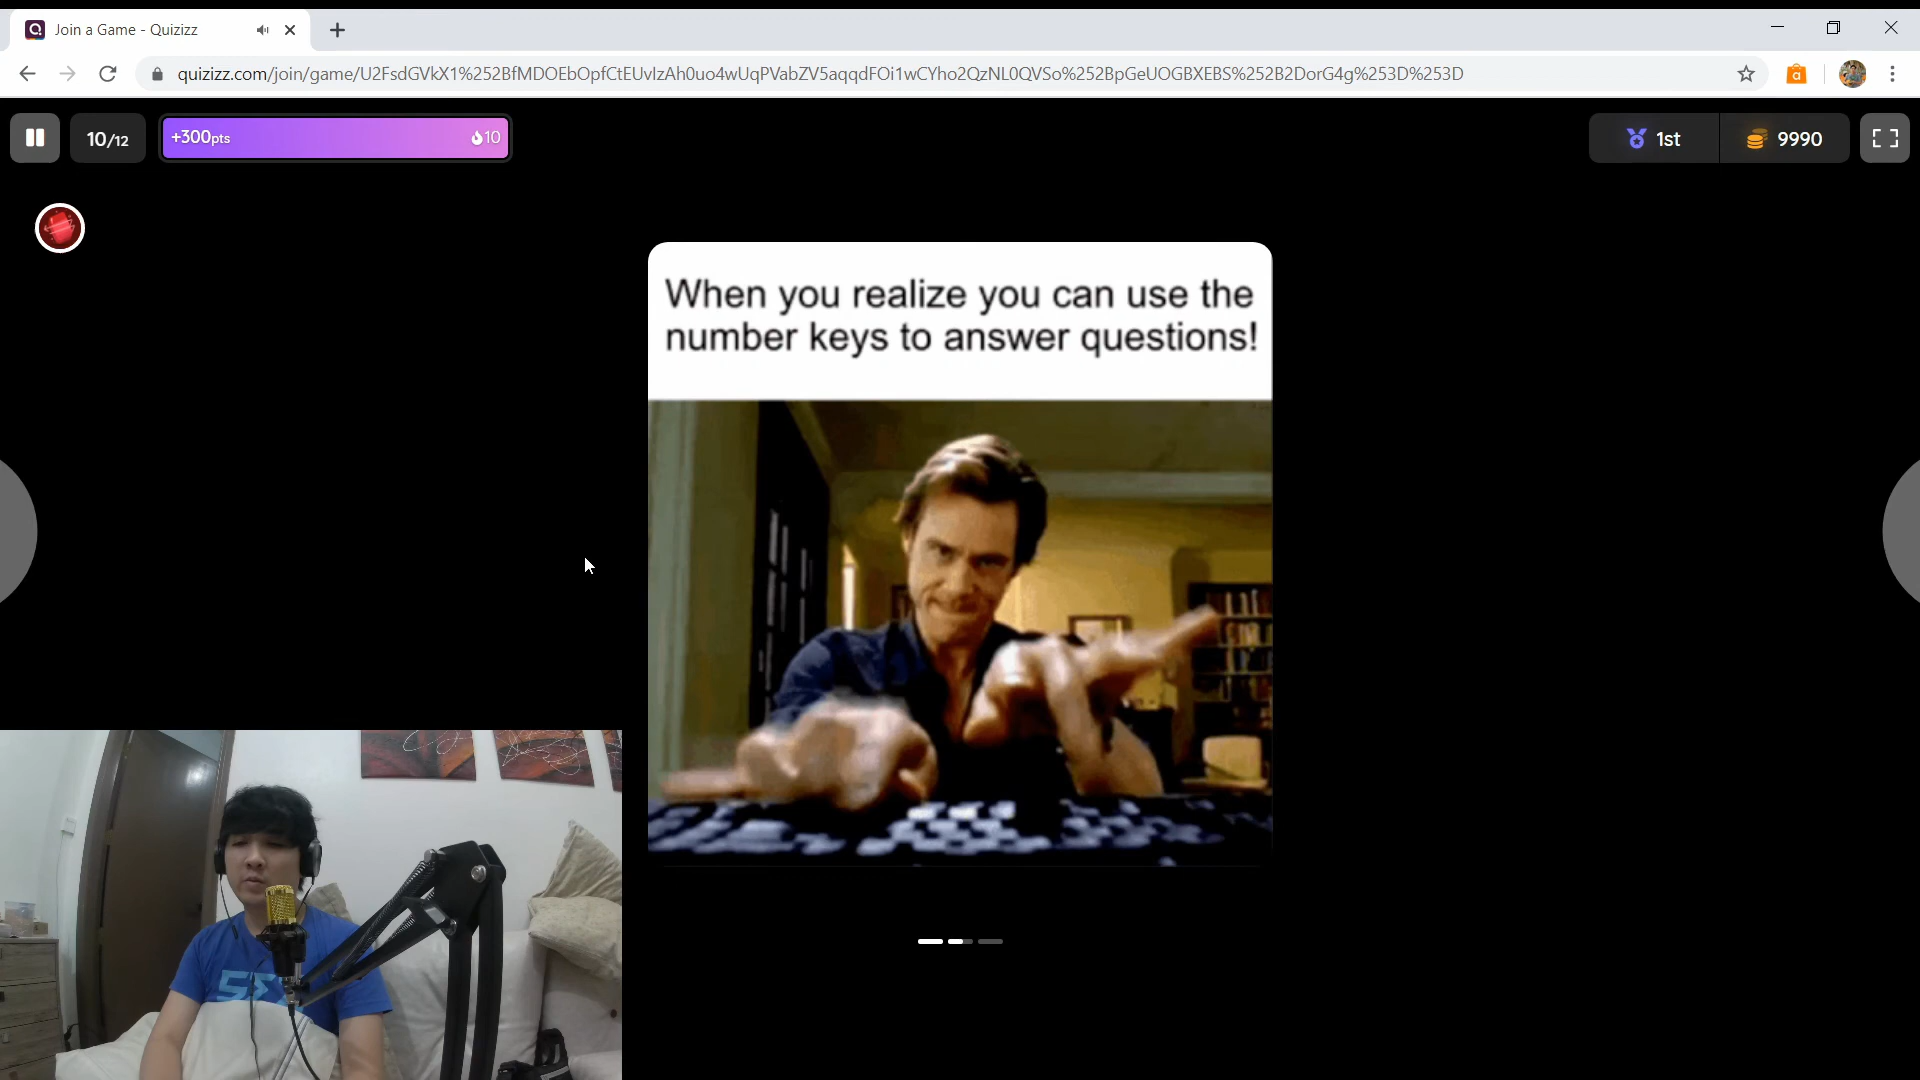 Join a Game - Quizizz
quizizz.com/join/game/U2FsdGVkX1%252BfMDOEbOpfCtEUvIzAh0uo4wUqPVabZV5aqqdFOi1wCYho2QzNL0QVSo%252BpGeUOGBXEBS%252B2DorG4g%253D%253D
10/12
+300pts
10
1st
9990
When you realize you can use the
number keys to answer questions!